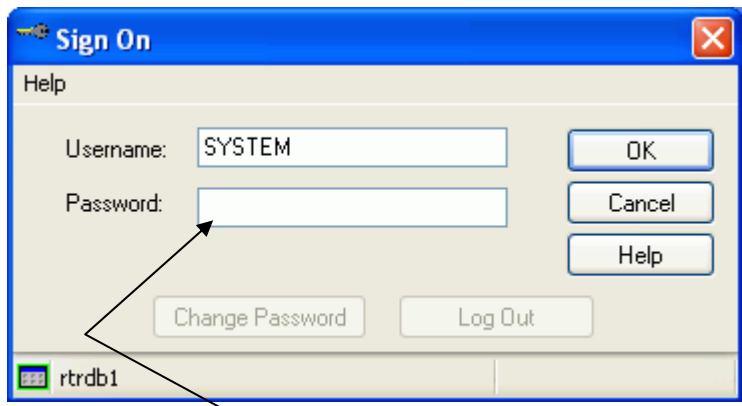 Sign On
Help
Username: SYSTEM OK
Password: Cancel
Help
Change Password Log Out
rtrdb1